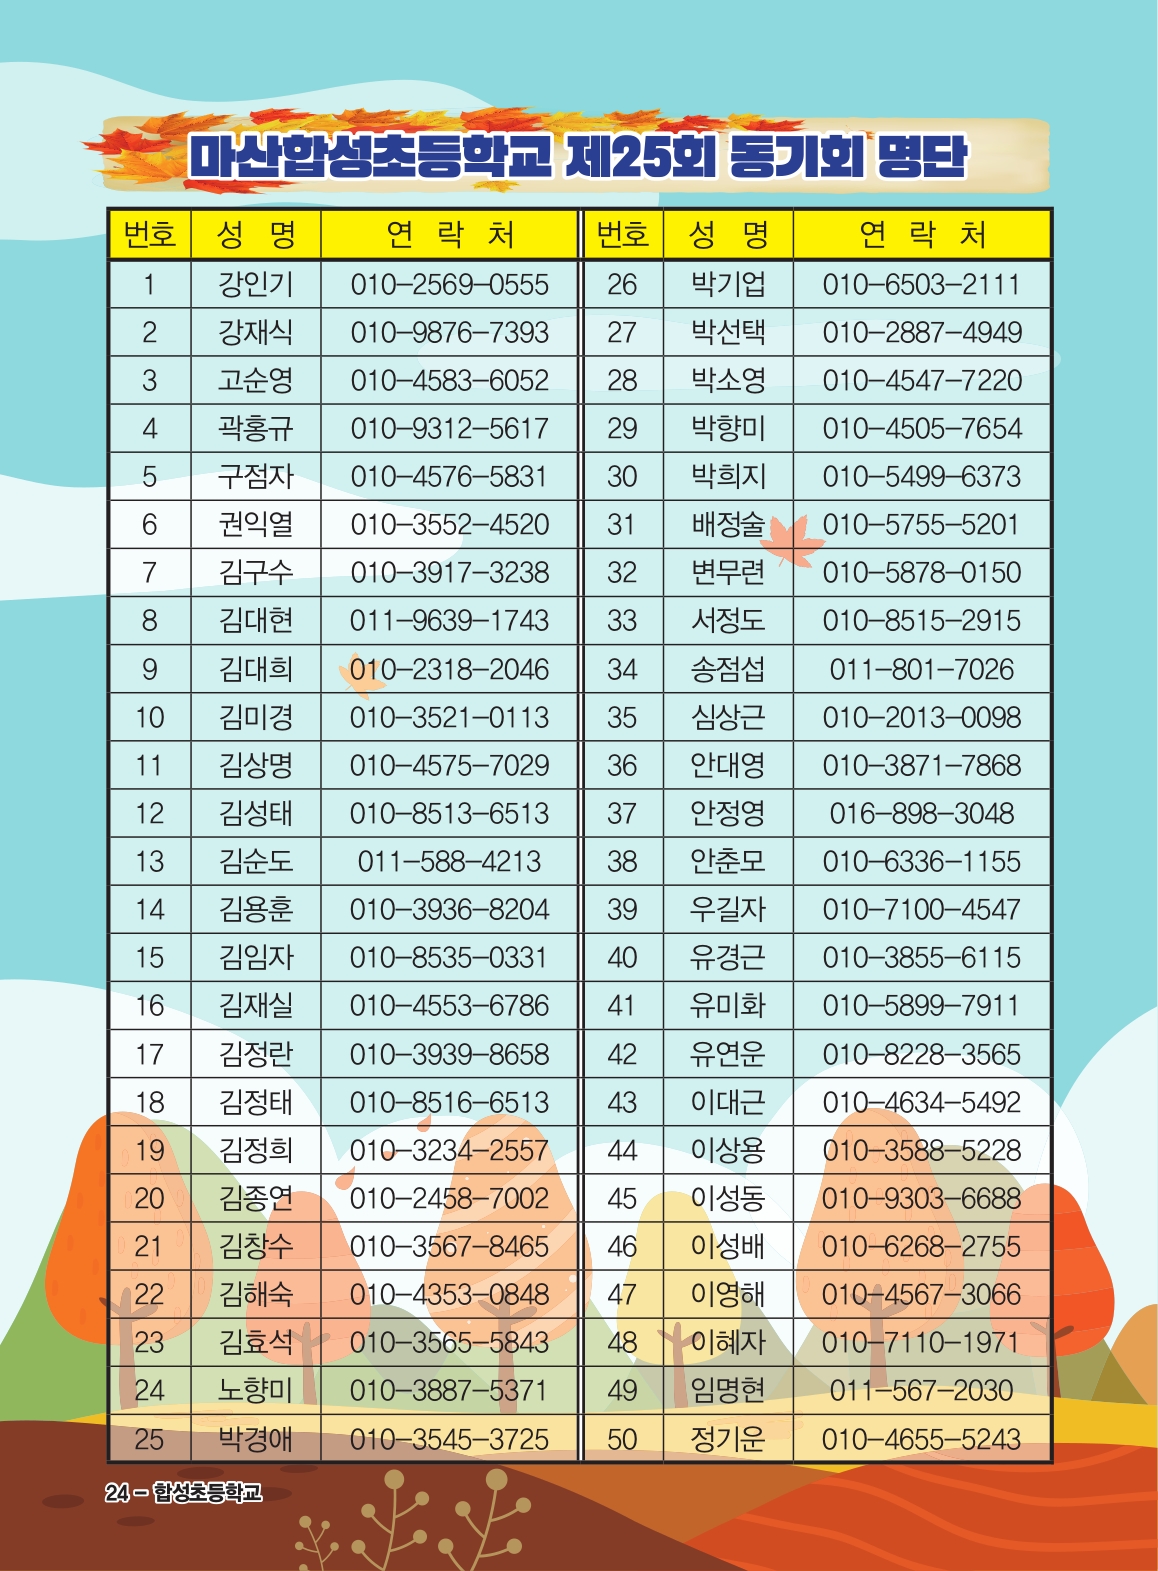 마산합성초등학교 제25회 동기회 명단
번호 성 명 연 락 처 번호 성 명 연 락 처
1 강인기 010-2569-0555 26 박기업 010-6503-2111
2 강재식 010-9876-7393 27 박선택 010-2887-4949
3 고순영 010-4583-6052 28 박소영 010-4547-7220
4 곽홍규 010-9312-5617 29 박향미 010-4505-7654
5 구점자 010-4576-5831 30 박희지 010-5499-6373
6 권익열 010-3552-4520 31 배정술 010-5755-5201
7 김구수 010-3917-3238 32 변무련 010-5878-0150
8 김대현 011-9639-1743 33 서정도 010-8515-2915
9 김대희 010-2318-2046 34 송점섭 011-801-7026
10 김미경 010-3521-0113 35 심상근 010-2013-0098
11 김상명 010-4575-7029 36 안대영 010-3871-7868
12 김성태 010-8513-6513 37 안정영 016-898-3048
13 김순도 011-588-4213 38 안춘모 010-6336-1155
14 김용훈 010-3936-8204 39 우길자 010-7100-4547
15 김임자 010-8535-0331 40 유경근 010-3855-6115
16 김재실 010-4553-6786 41 유미화 010-5899-7911
17 김정란 010-3939-8658 42 유연운 010-8228-3565
18 김정태 010-8516-6513 43 이대근 010-4634-5492
19 김정희 010-3234-2557 44 이상용 010-3588-5228
20 김종연 010-2458-7002 45 이성동 010-9303-6688
21 김창수 010-3567-8465 46 이성배 010-6268-2755
22 김해숙 010-4353-0848 47 이영해 010-4567-3066
23 김효석 010-3565-5843 48 이혜자 010-7110-1971
24 노향미 010-3887-5371 49 임명현 011-567-2030
25 박경애 010-3545-3725 50 정기운 010-4655-5243
24 - 합성초등학교